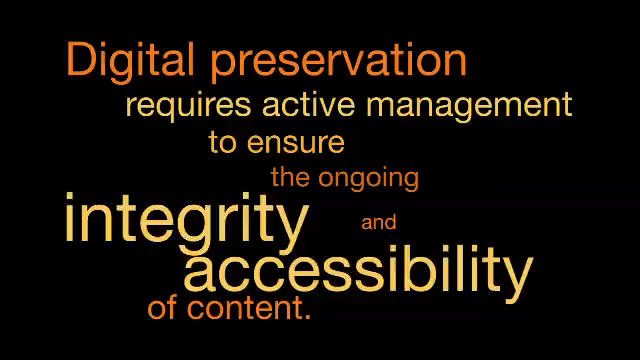 Digital preservation
requires active management
to ensure
the ongoing
integrity and
accessibility
of content.